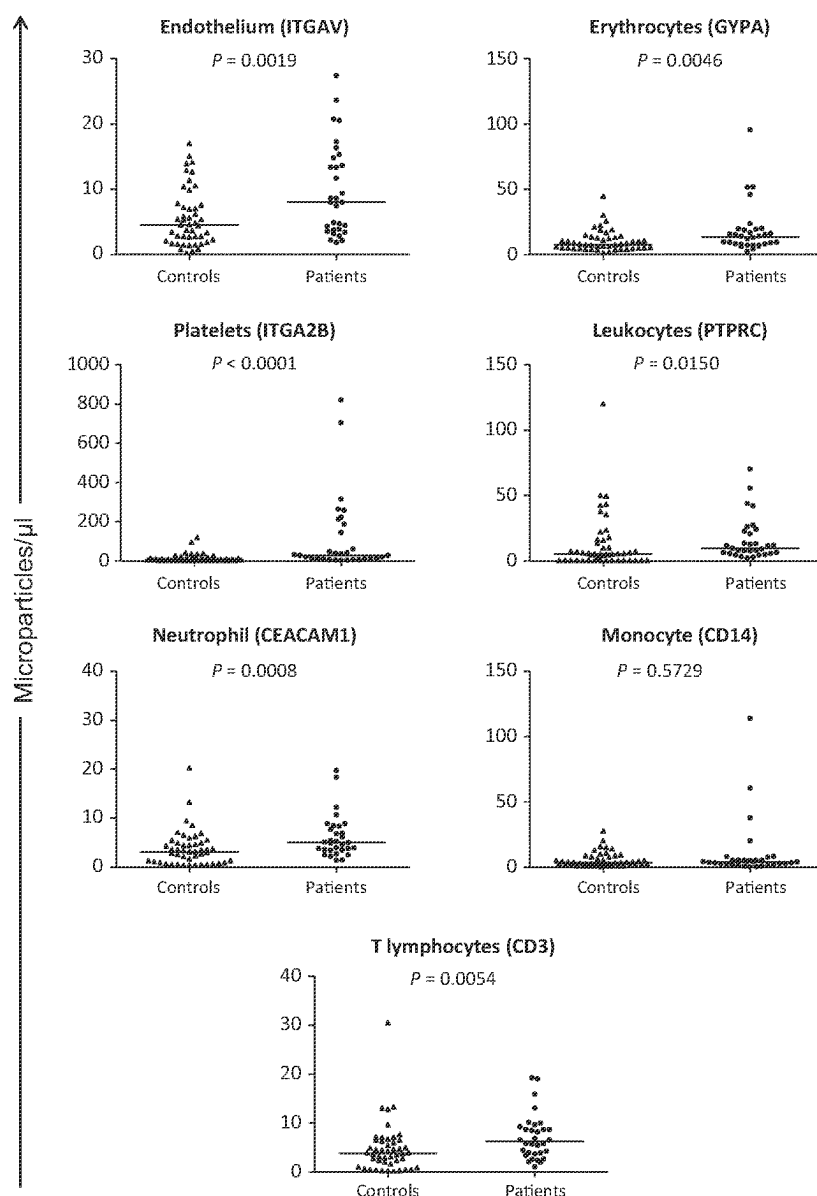 Microparticles/µl
Endothelium (ITGAV)
P = 0.0019
30
20
10
0
Controls
Patients
Erythrocytes (GYPA)
P = 0.0046
150
100
50
0
Controls
Patients
Platelets (ITGA2B)
P < 0.0001
1000
800
600
400
200
0
Controls
Patients
Leukocytes (PTPRC)
P = 0.0150
150
100
50
0
Controls
Patients
Neutrophil (CEACAM1)
P = 0.0008
40
30
20
10
0
Controls
Patients
Monocyte (CD14)
P = 0.5729
150
100
50
0
Controls
Patients
T lymphocytes (CD3)
P = 0.0054
40
30
20
10
0
Controls
Patients